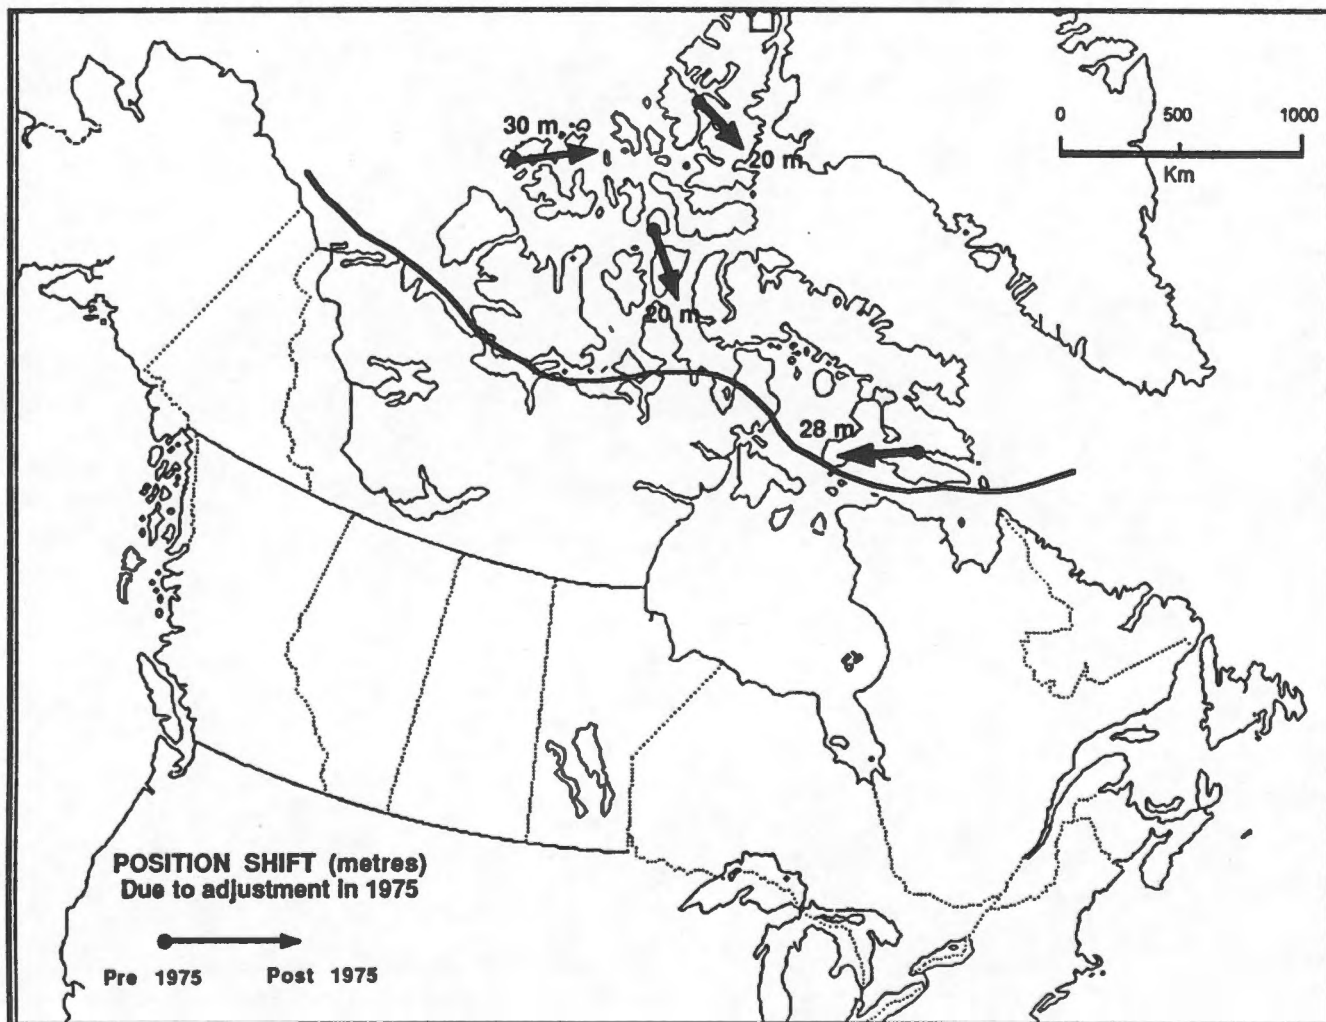 30 m
20 m
0 500 1000
Km
20 m
28 m
POSITION SHIFT (metres)
Due to adjustment in 1975
Pre 1975 Post 1975